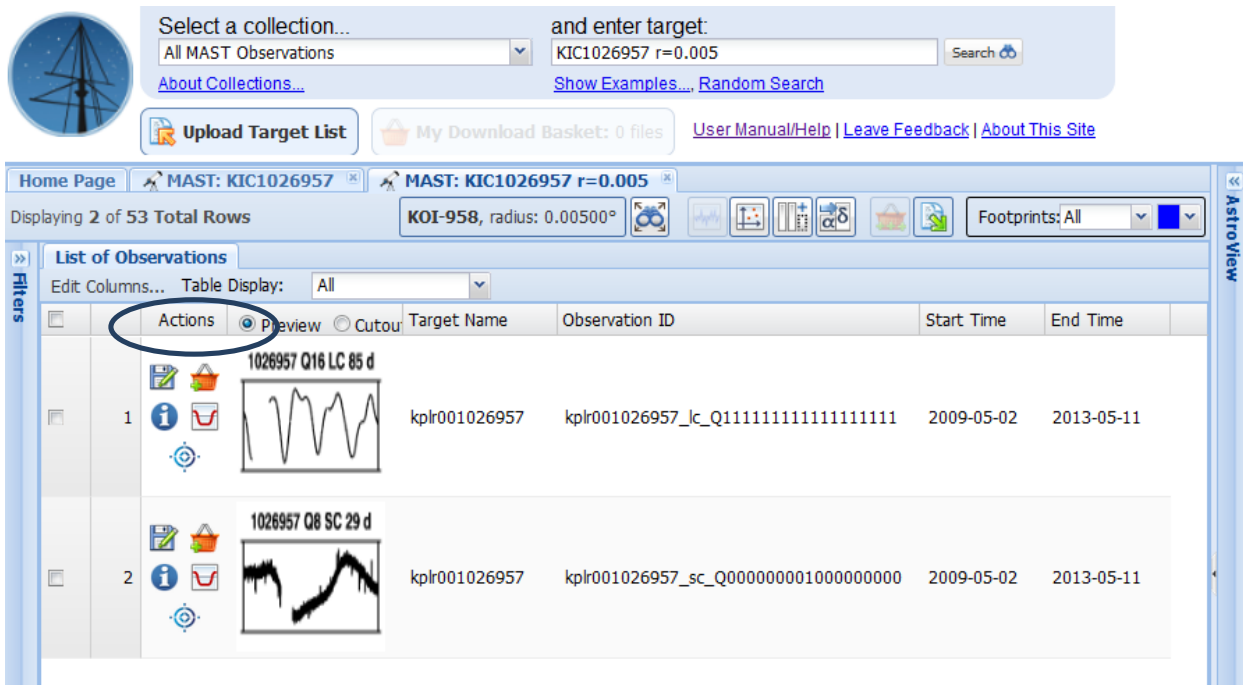 Select a collection... and enter target:
All MAST Observations KIC1026957 r=0.005 Search
About Collections... Show Examples..., Random Search
Upload Target List My Download Basket: 0 files User Manual/Help | Leave Feedback | About This Site
Home Page MAST: KIC1026957 MAST: KIC1026957 r=0.005
Displaying 2 of 53 Total Rows KOI-958, radius: 0.00500° αδ Footprints: All
AstroView
Filters
List of Observations
Edit Columns... Table Display: All
Actions Preview Cutou Target Name Observation ID Start Time End Time
1026957 Q16 LC 85 d
1 kplr001026957 kplr001026957_lc_Q111111111111111111 2009-05-02 2013-05-11
1026957 Q8 SC 29 d
2 kplr001026957 kplr001026957_sc_Q000000001000000000 2009-05-02 2013-05-11